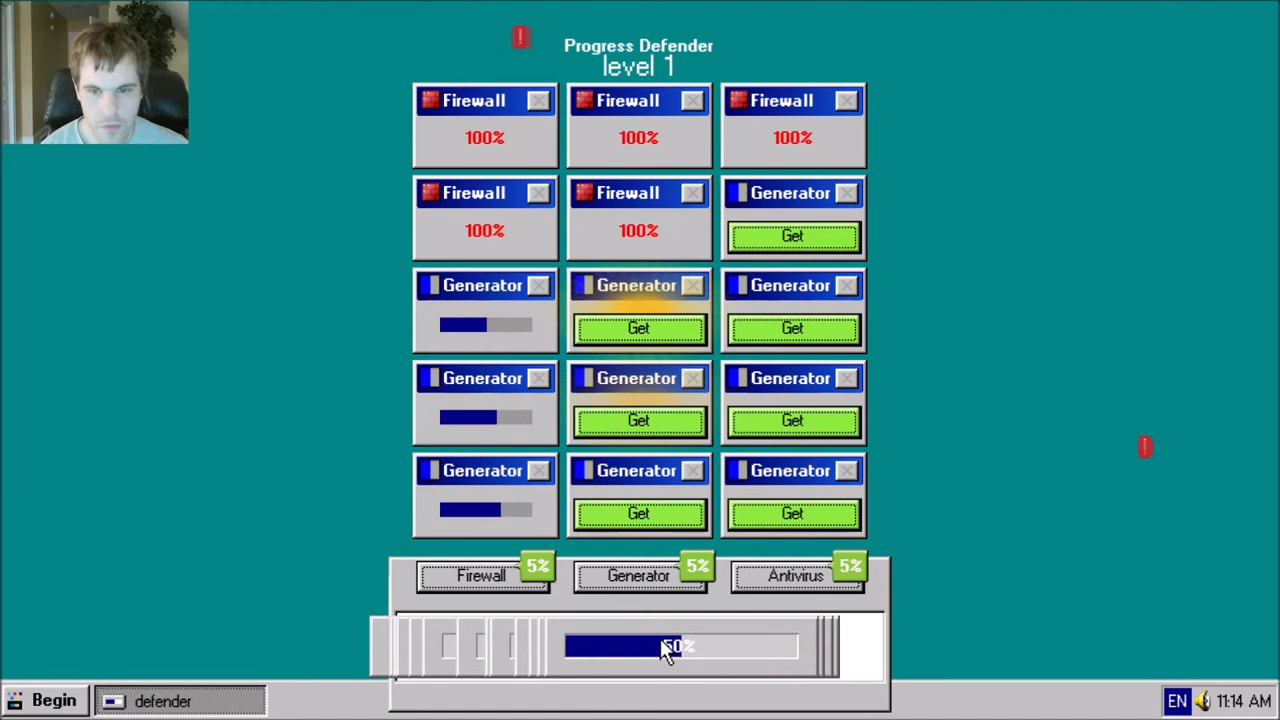 Progress Defender
level 1
Firewall Firewall Firewall
100% 100% 100%
Firewall Firewall Generator
100% 100% Get
Generator Generator Generator
Get Get
Generator Generator Generator
Get Get
Generator Generator Generator
Get Get
5% 5% 5%
Firewall Generator Antivirus
50%
Begin defender EN 11:14 AM